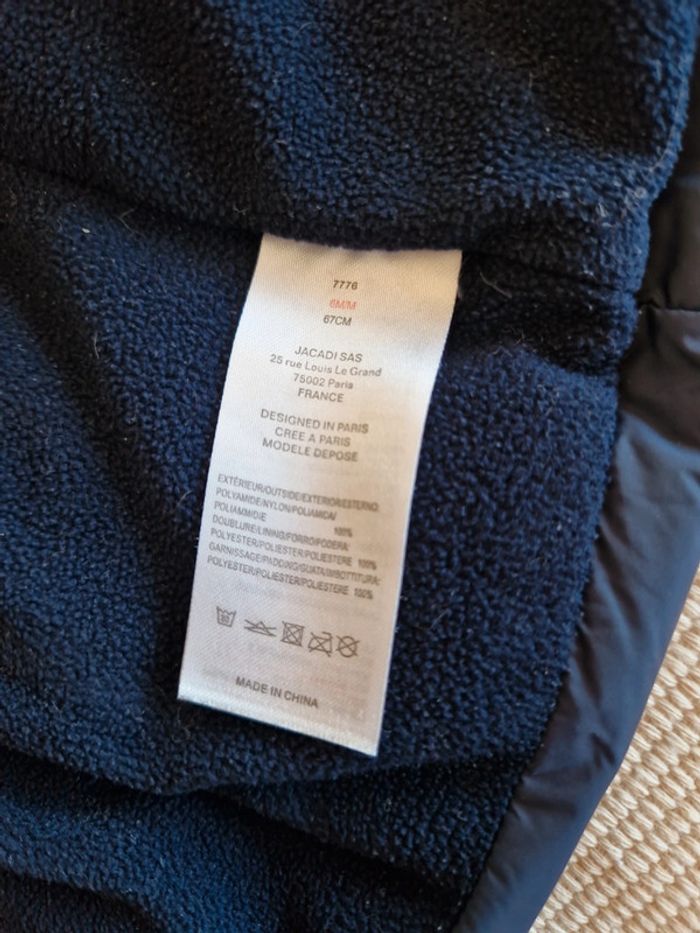 7776
6M/M
67CM
JACADI SAS
25 rue Louis Le Grand
75002 Paris
FRANCE
DESIGNED IN PARIS
CREE A PARIS
MODELE DEPOSE
EXTÉRIEUR/OUTSIDE/EXTERIOR/ESTERNO:
POLYAMIDE/NYLON/POLIAMIDA/
POLIAMMIDIE 100%
DOUBLURE/LINING/FORRO/FODERA:
POLYESTER/POLIESTER/POLIESTERE 100%
GARNISSAGE/PADDING/GUATA/IMBOTTITURA:
POLYESTER/POLIESTER/POLIESTERE 100%
30
MADE IN CHINA